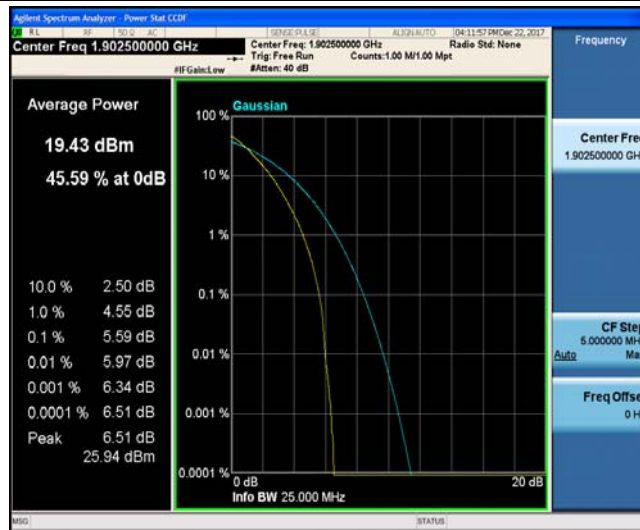 Agilent Spectrum Analyzer - Power Stat CCDF
RL RF 50 Ω AC SENSE:PULSE ALIGN AUTO 04:11:57 PM Dec 22, 2017
Center Freq 1.902500000 GHz
Center Freq: 1.902500000 GHz Radio Std: None
Trig: Free Run Counts:1.00 M/1.00 Mpt
#IFGain:Low #Atten: 40 dB
Frequency
Average Power
19.43 dBm
45.59 % at 0dB
10.0 % 2.50 dB
1.0 % 4.55 dB
0.1 % 5.59 dB
0.01 % 5.97 dB
0.001 % 6.34 dB
0.0001 % 6.51 dB
Peak 6.51 dB
25.94 dBm
Gaussian
100 %
10 %
1 %
0.1 %
0.01 %
0.001 %
0.0001 %
0 dB 20 dB
Info BW 25.000 MHz
Center Fre
1.902500000 GH
CF Step
5.000000 MH
Auto Ma
Freq Offse
0 H
MSG STATUS